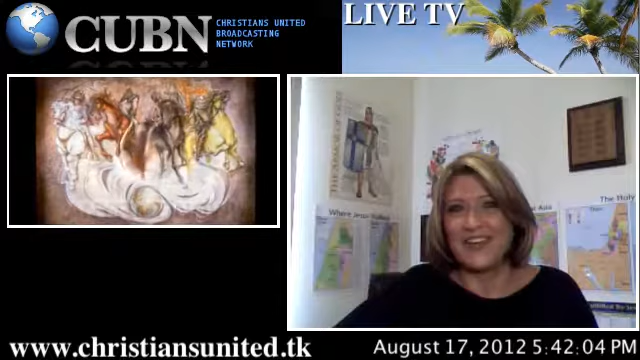 CUBN
CHRISTIANS UNITED
BROADCASTING
NETWORK
LIVE TV
Where Jesus Walked
The Holy
Then
www.christiansunited.tk
August 17, 2012 5:42:04 PM